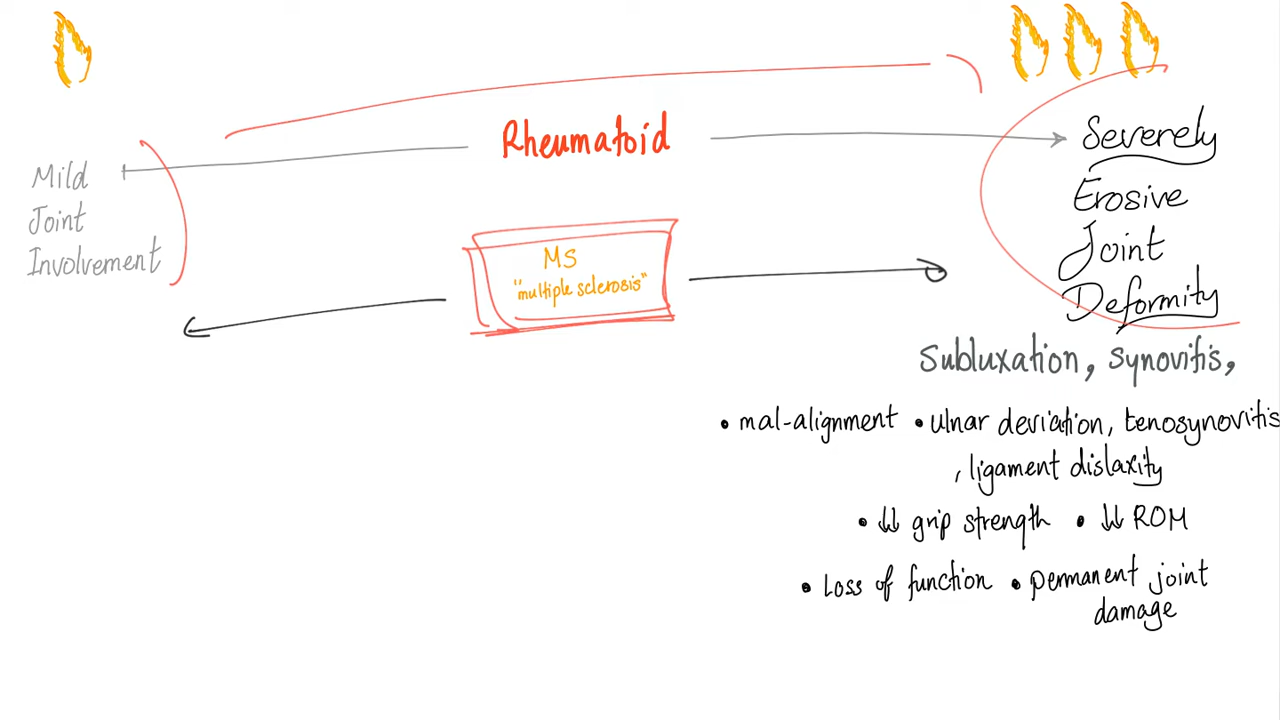 Rheumatoid
Mild
Joint
Involvement
MS
"multiple sclerosis"
Severely
Erosive
Joint
Deformity
subluxation, synovitis,
• mal-alignment • ulnar deviation, tenosynovitis
, ligament dislaxity
• ↓↓ grip strength • ↓↓ ROM
• Loss of function • permanent joint
damage